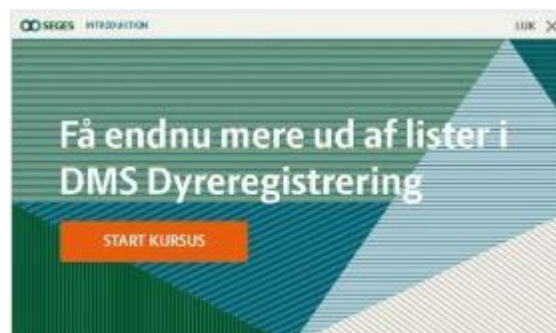 SEGES INTRODUKTION LUK
Få endnu mere ud af lister i
DMS Dyreregistrering
START KURSUS